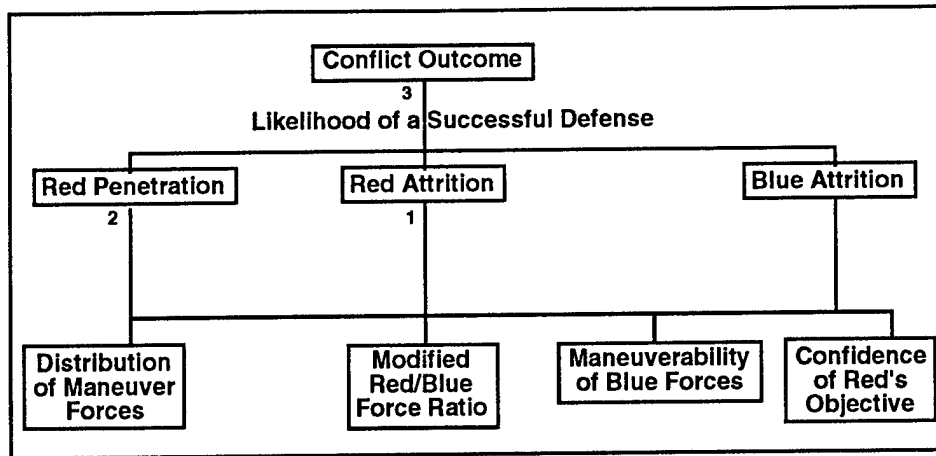 Conflict Outcome
3
Likelihood of a Successful Defense
Red Penetration
Red Attrition
Blue Attrition
2
1
Distribution
of Maneuver
Forces
Modified
Red/Blue
Force Ratio
Maneuverability
of Blue Forces
Confidence
of Red's
Objective